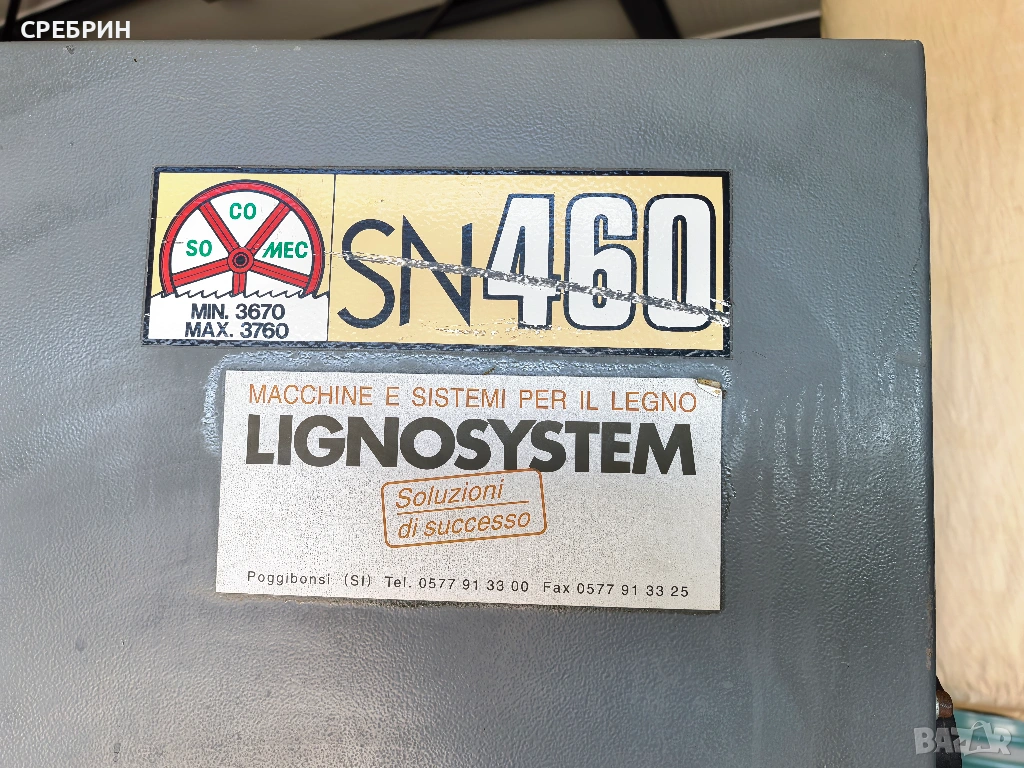 СРЕБРИН
SO CO MEC
MIN. 3670
MAX. 3760
SN460
MACCHINE E SISTEMI PER IL LEGNO
LIGNOSYSTEM
Soluzioni
di successo
Poggibonsi (SI) Tel. 0577 91 33 00 Fax 0577 91 33 25
BAZAR